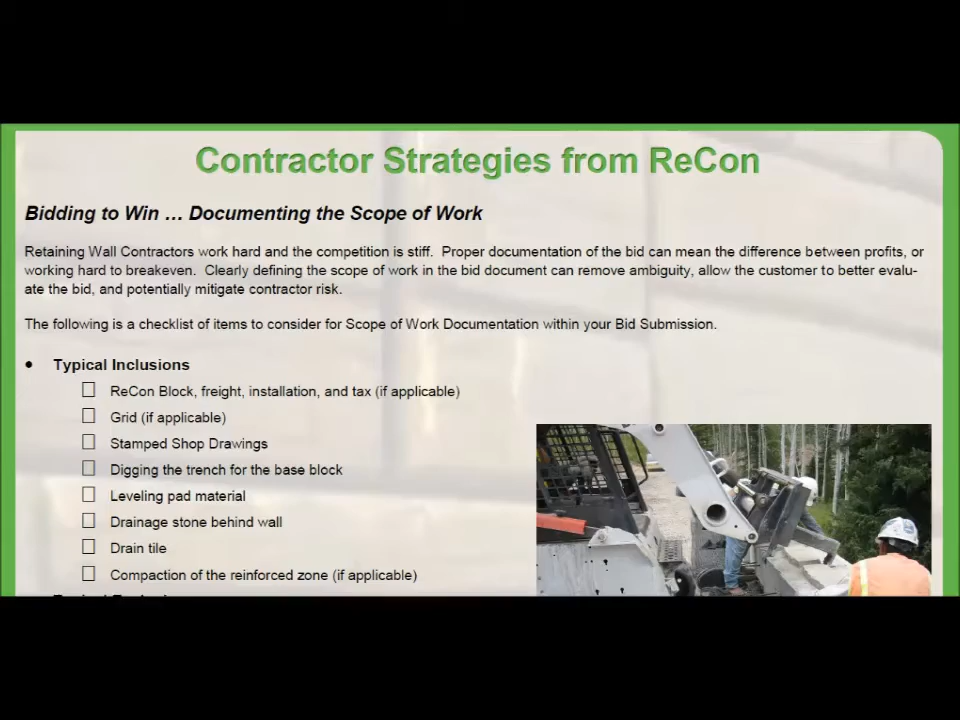 Contractor Strategies from ReCon
Bidding to Win … Documenting the Scope of Work
Retaining Wall Contractors work hard and the competition is stiff.  Proper documentation of the bid can mean the difference between profits, or
working hard to breakeven.  Clearly defining the scope of work in the bid document can remove ambiguity, allow the customer to better evalu-
ate the bid, and potentially mitigate contractor risk.
The following is a checklist of items to consider for Scope of Work Documentation within your Bid Submission.
• Typical Inclusions
☐ ReCon Block, freight, installation, and tax (if applicable)
☐ Grid (if applicable)
☐ Stamped Shop Drawings
☐ Digging the trench for the base block
☐ Leveling pad material
☐ Drainage stone behind wall
☐ Drain tile
☐ Compaction of the reinforced zone (if applicable)